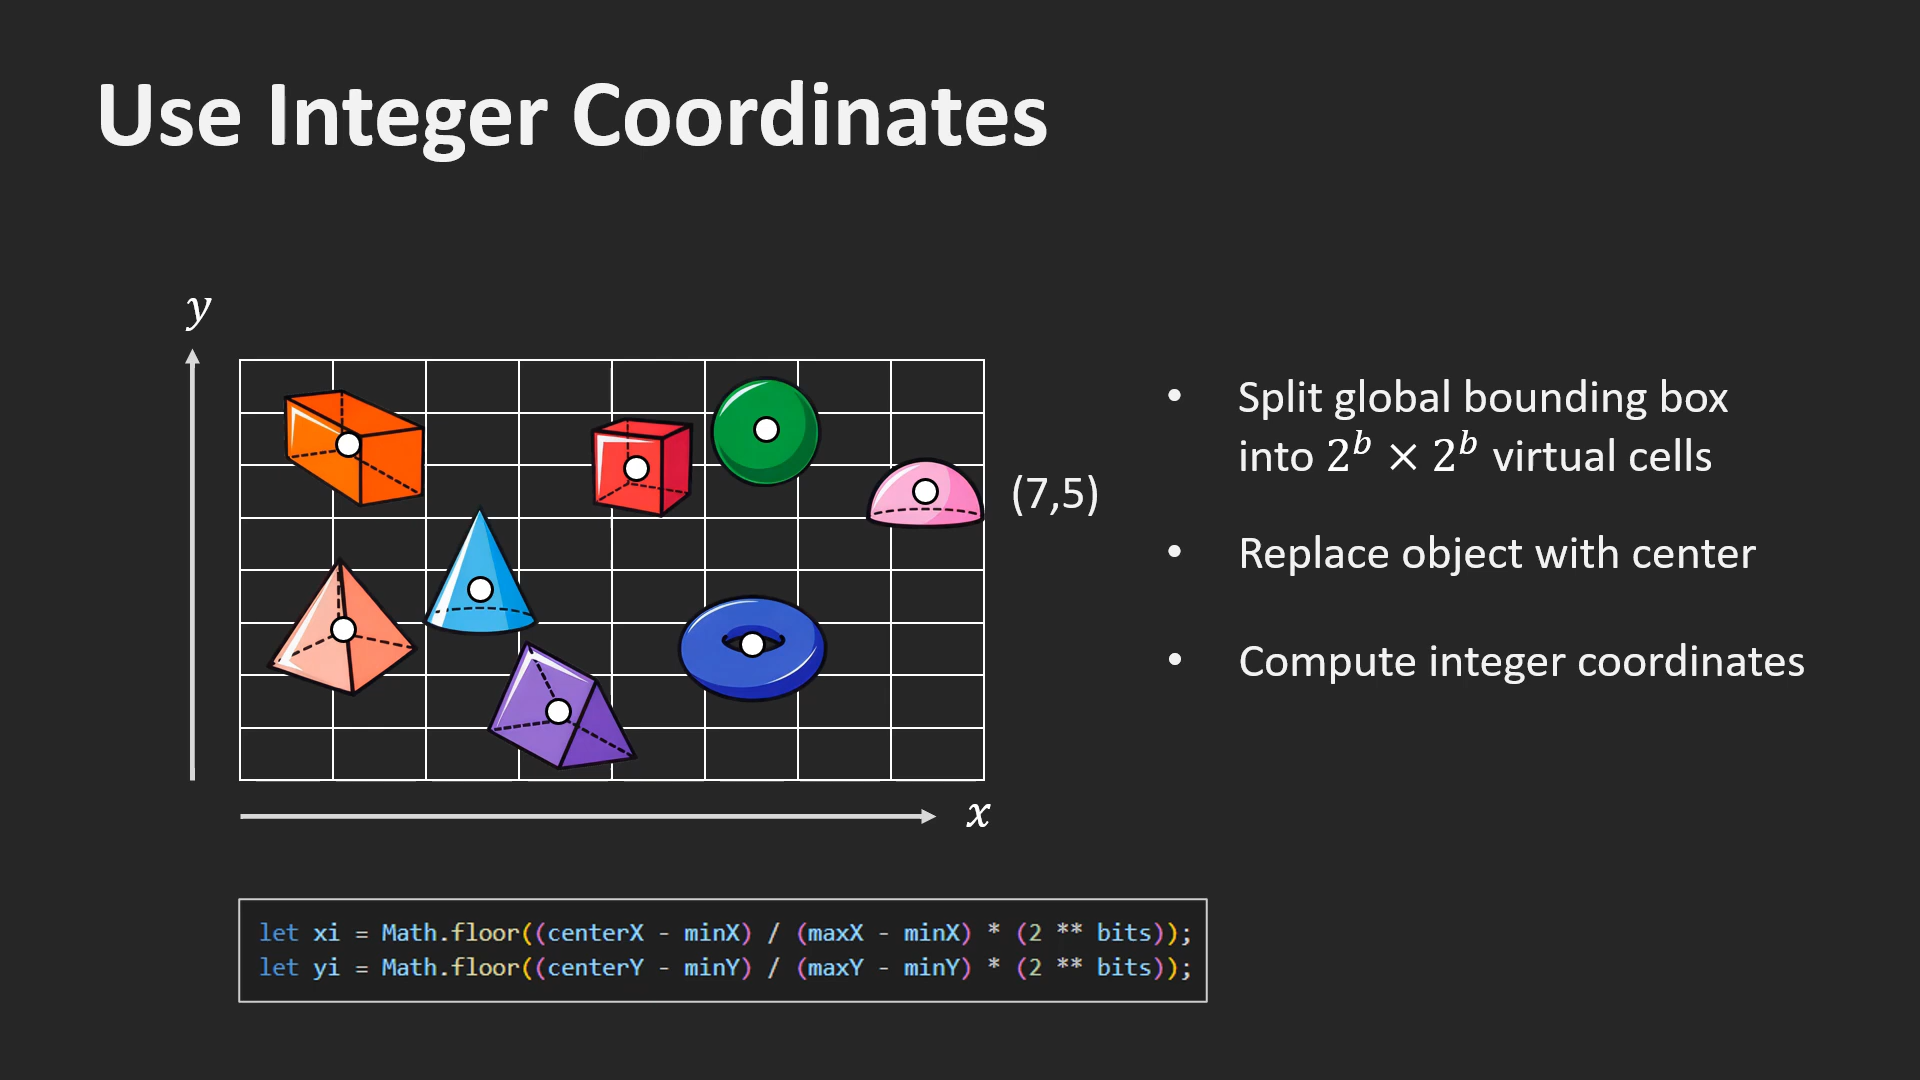 Use Integer Coordinates
y
(7,5)
x
• Split global bounding box
into 2ᵇ × 2ᵇ virtual cells
• Replace object with center
• Compute integer coordinates
let xi = Math.floor((centerX - minX) / (maxX - minX) * (2 ** bits));
let yi = Math.floor((centerY - minY) / (maxY - minY) * (2 ** bits));